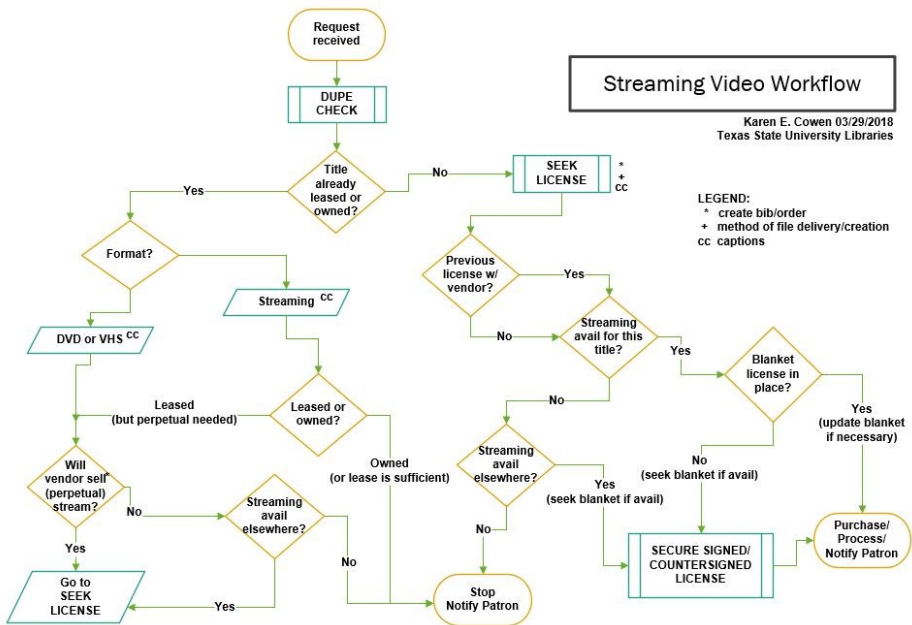 Request
received
Streaming Video Workflow
DUPE
CHECK
Karen E. Cowen 03/29/2018
Texas State University Libraries
Title
already
leased or
owned?
Yes
No
SEEK
LICENSE
*
+
cc
LEGEND:
* create bib/order
+ method of file delivery/creation
cc captions
Format?
Previous
license w/
vendor?
Yes
No
Streaming cc
DVD or VHS cc
Streaming
avail for this
title?
Yes
No
Blanket
license in
place?
Leased
(but perpetual needed)
Leased or
owned?
Yes
(update blanket
if necessary)
Owned
(or lease is sufficient)
Streaming
avail
elsewhere?
No
(seek blanket if avail)
Yes
(seek blanket if avail)
No
Will
vendor sell*
(perpetual)
stream?
No
Yes
Streaming
avail
elsewhere?
No
Yes
Go to
SEEK
LICENSE
Stop
Notify Patron
SECURE SIGNED/
COUNTERSIGNED
LICENSE
Purchase/
Process/
Notify Patron